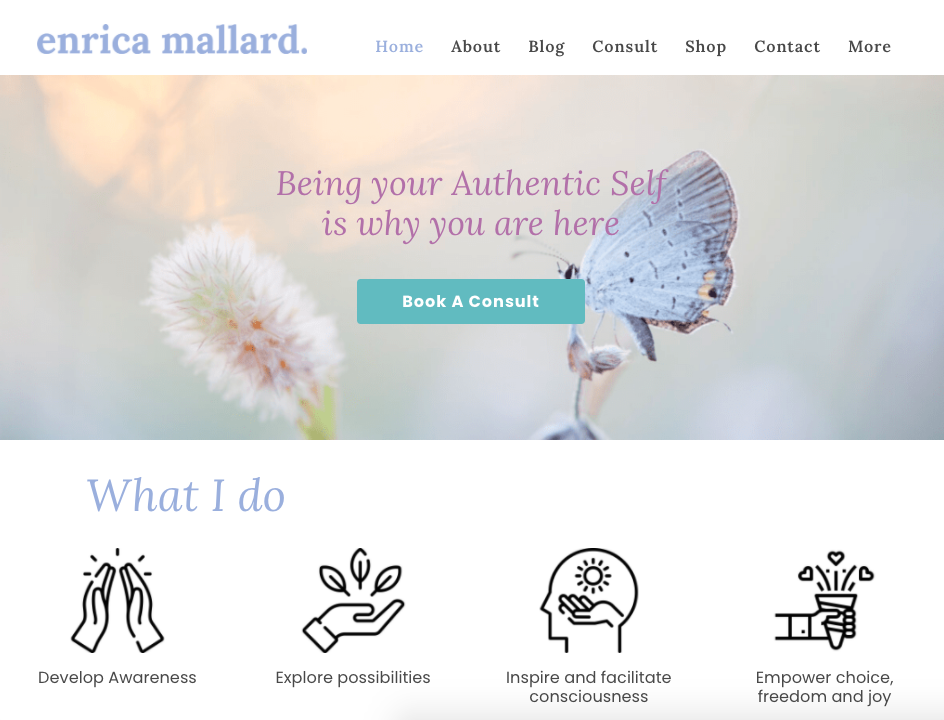 enrica mallard.
Home About Blog Consult Shop Contact More
Being your Authentic Self
is why you are here
Book A Consult
What I do
Develop Awareness
Explore possibilities
Inspire and facilitate
consciousness
Empower choice,
freedom and joy